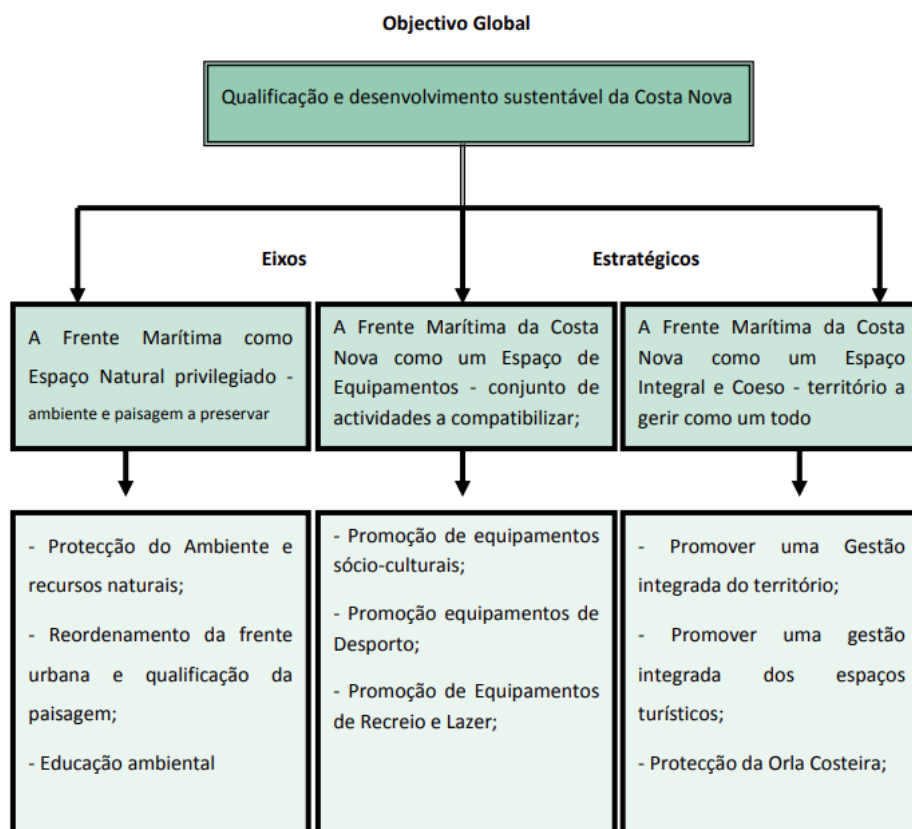 Objectivo Global
Qualificação e desenvolvimento sustentável da Costa Nova
Eixos
Estratégicos
A Frente Marítima como
Espaço Natural privilegiado -
ambiente e paisagem a preservar
A Frente Marítima da Costa
Nova como um Espaço de
Equipamentos - conjunto de
actividades a compatibilizar;
A Frente Marítima da Costa
Nova como um Espaço
Integral e Coeso - território a
gerir como um todo
- Protecção do Ambiente e
recursos naturais;
- Reordenamento da frente
urbana e qualificação da
paisagem;
- Educação ambiental
- Promoção de equipamentos
sócio-culturais;
- Promoção equipamentos de
Desporto;
- Promoção de Equipamentos
de Recreio e Lazer;
- Promover uma Gestão
integrada do território;
- Promover uma gestão
integrada dos espaços
turísticos;
- Protecção da Orla Costeira;